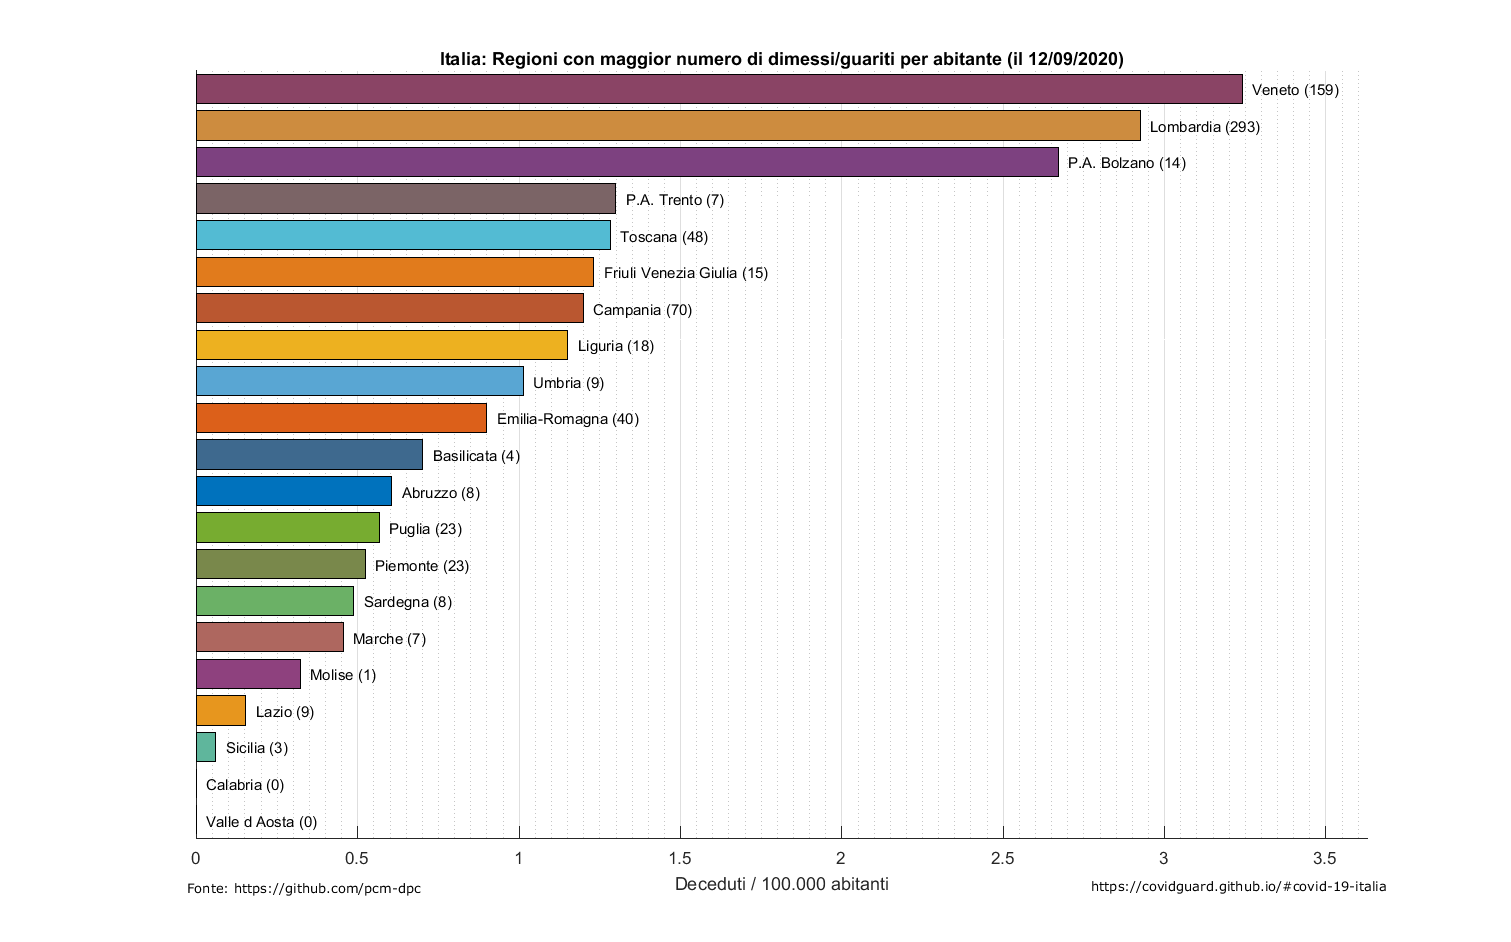 Italia: Regioni con maggior numero di dimessi/guariti per abitante (il 12/09/2020)
Veneto (159)
Lombardia (293)
P.A. Bolzano (14)
P.A. Trento (7)
Toscana (48)
Friuli Venezia Giulia (15)
Campania (70)
Liguria (18)
Umbria (9)
Emilia-Romagna (40)
Basilicata (4)
Abruzzo (8)
Puglia (23)
Piemonte (23)
Sardegna (8)
Marche (7)
Molise (1)
Lazio (9)
Sicilia (3)
Calabria (0)
Valle d Aosta (0)
0 0.5 1 1.5 2 2.5 3 3.5
Deceduti / 100.000 abitanti
Fonte: https://github.com/pcm-dpc
https://covidguard.github.io/#covid-19-italia